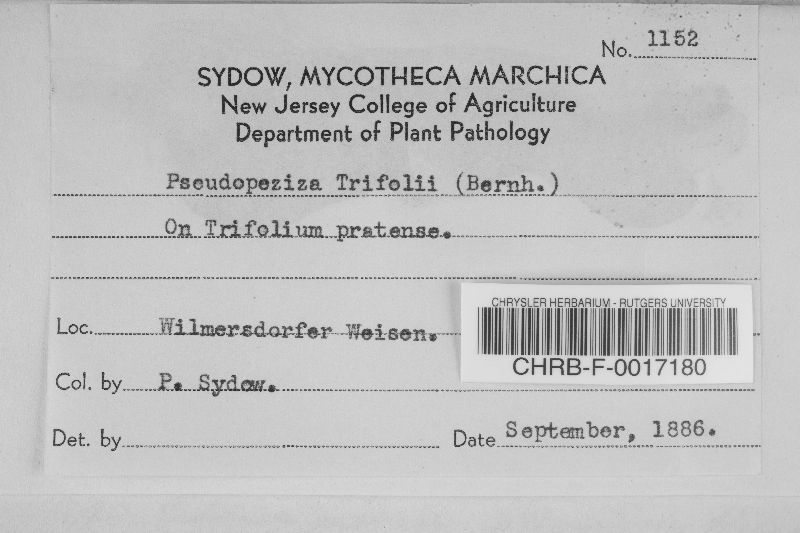 No. 1152
SYDOW, MYCOTHECA MARCHICA
New Jersey College of Agriculture
Department of Plant Pathology
Pseudopeziza Trifolii (Bernh.)
On Trifolium pratense.
Loc. Wilmersdorfer Weisen.
CHRYSLER HERBARIUM - RUTGERS UNIVERSITY
CHRB-F-0017180
Col. by P. Sydow.
Det. by
Date September, 1886.